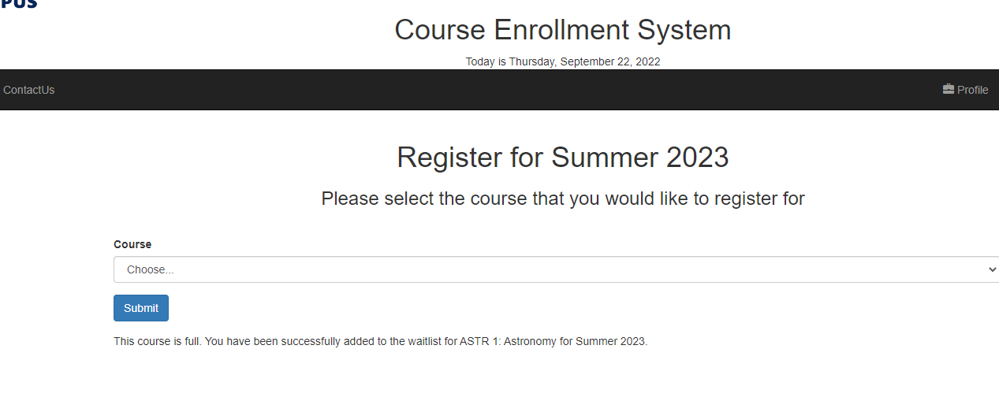 PUS
Course Enrollment System
Today is Thursday, September 22, 2022
ContactUs
Profile
Register for Summer 2023
Please select the course that you would like to register for
Course
Choose...
Submit
This course is full. You have been successfully added to the waitlist for ASTR 1: Astronomy for Summer 2023.